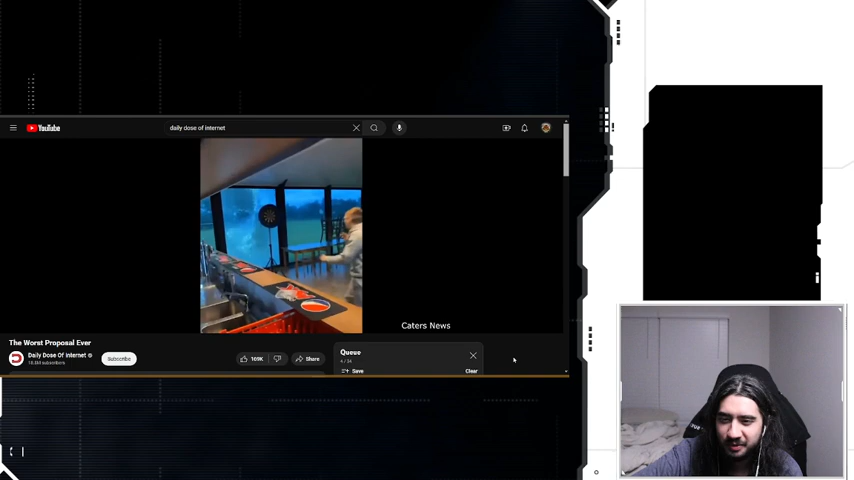 YouTube
daily dose of internet
Caters News
The Worst Proposal Ever
Daily Dose Of Internet
Subscribe
109K
Share
Queue
Save
Clear